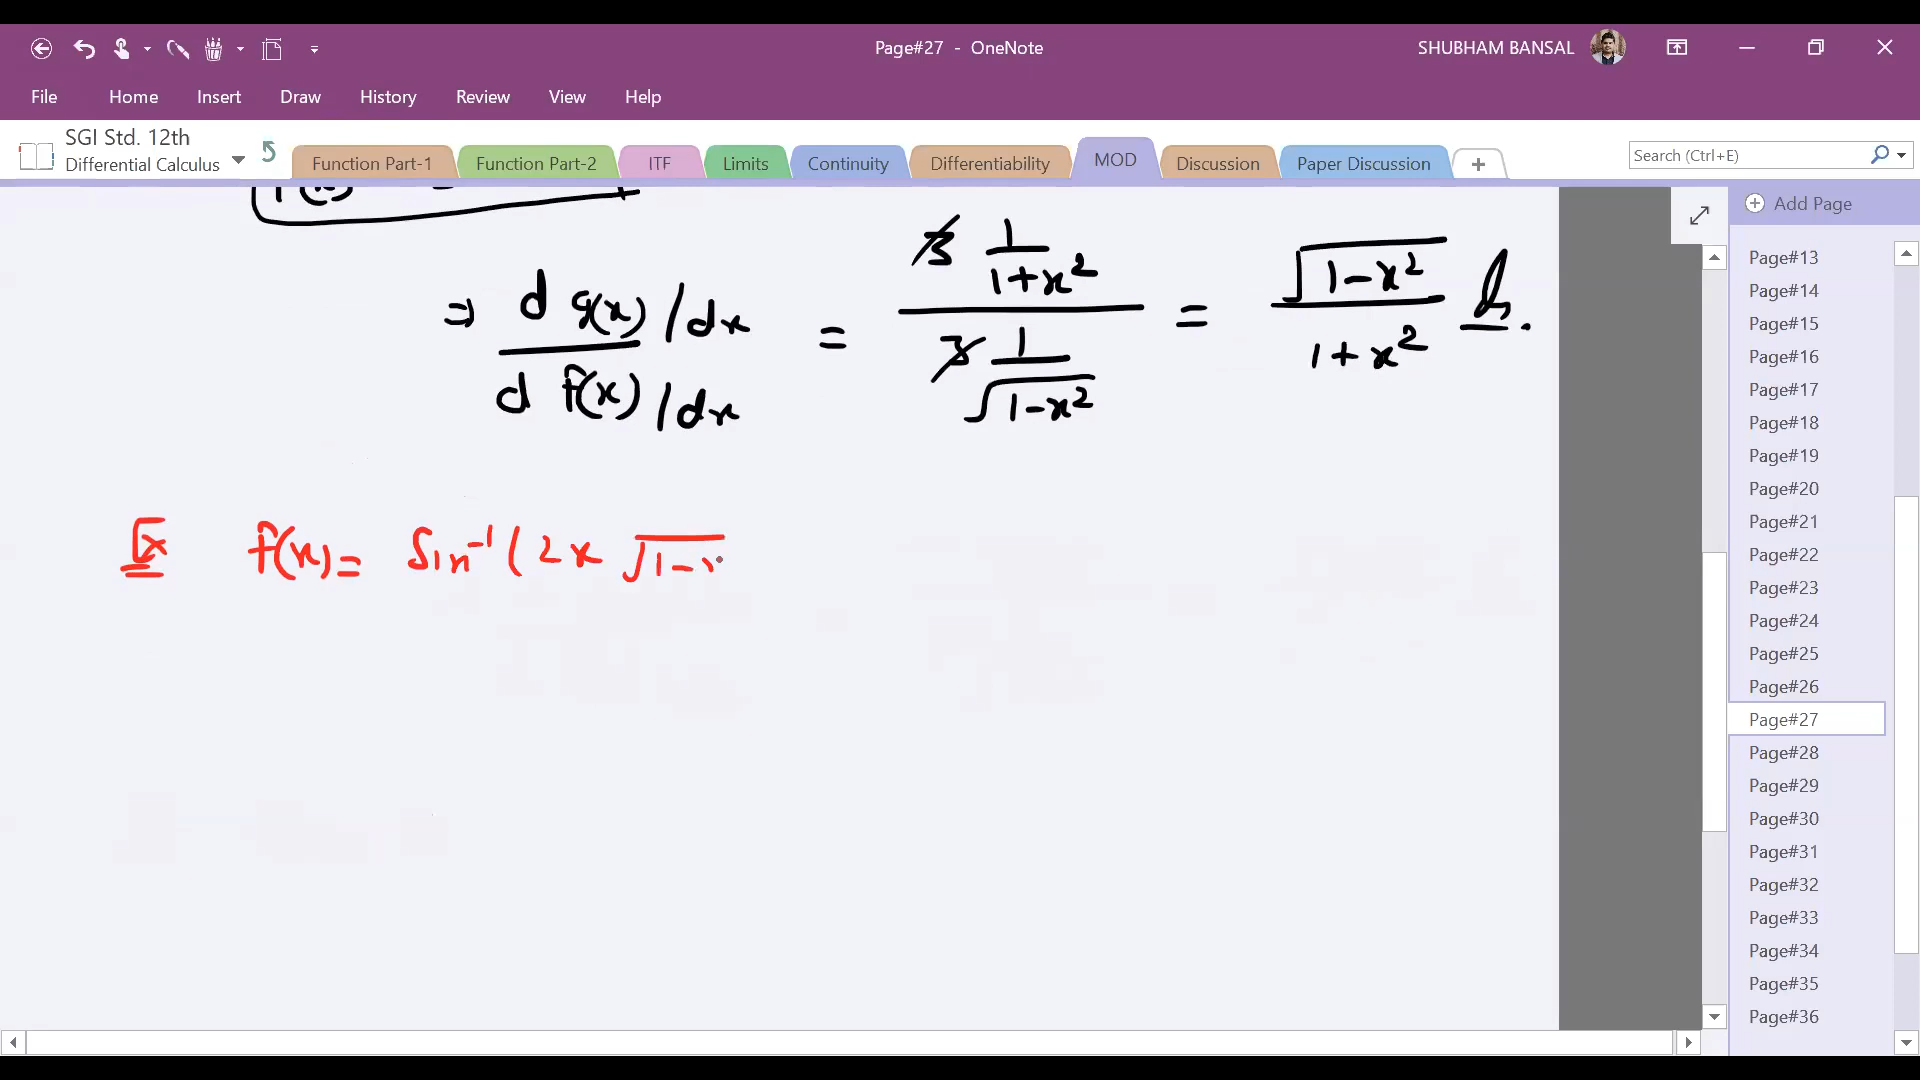 Page#27 - OneNote
SHUBHAM BANSAL
File Home Insert Draw History Review View Help
SGI Std. 12th
Differential Calculus
Function Part-1 Function Part-2 ITF Limits Continuity Differentiability MOD Discussion Paper Discussion +
Search (Ctrl+E)
Add Page
f(x)
⇒ d g(x)/dx / d f(x)/dx = 3 1/(1+x²) / 3 1/√(1-x²) = √(1-x²) / 1+x²
Ex f(x) = Sin⁻¹(2x √1-x
Page#13
Page#14
Page#15
Page#16
Page#17
Page#18
Page#19
Page#20
Page#21
Page#22
Page#23
Page#24
Page#25
Page#26
Page#27
Page#28
Page#29
Page#30
Page#31
Page#32
Page#33
Page#34
Page#35
Page#36